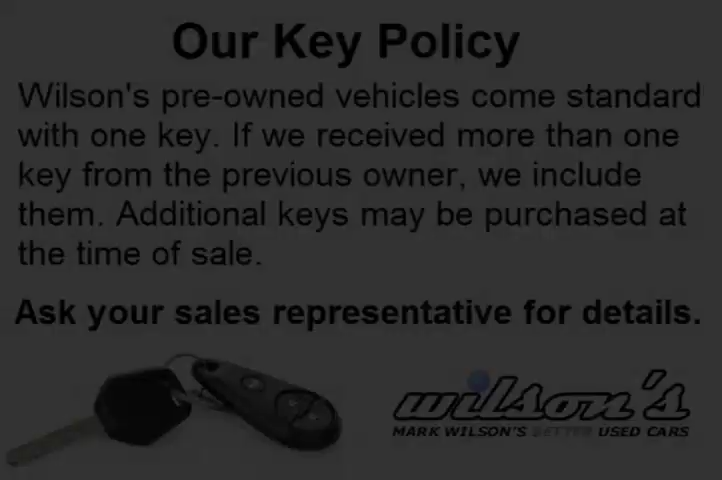 Our Key Policy
Wilson's pre-owned vehicles come standard
with one key. If we received more than one
key from the previous owner, we include
them. Additional keys may be purchased at
the time of sale.
Ask your sales representative for details.
wilson's
MARK WILSON'S BETTER USED CARS